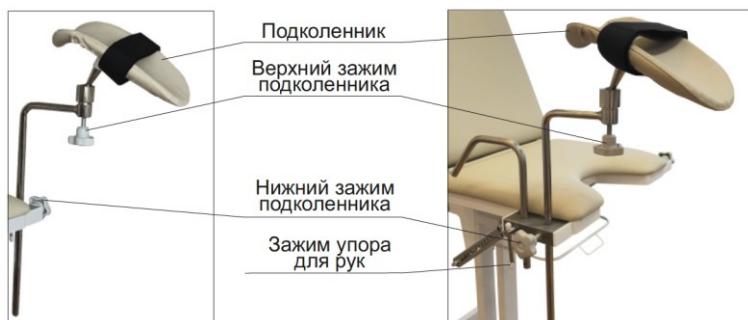 Подколенник
Верхний зажим
подколенника
Нижний зажим
подколенника
Зажим упора
для рук